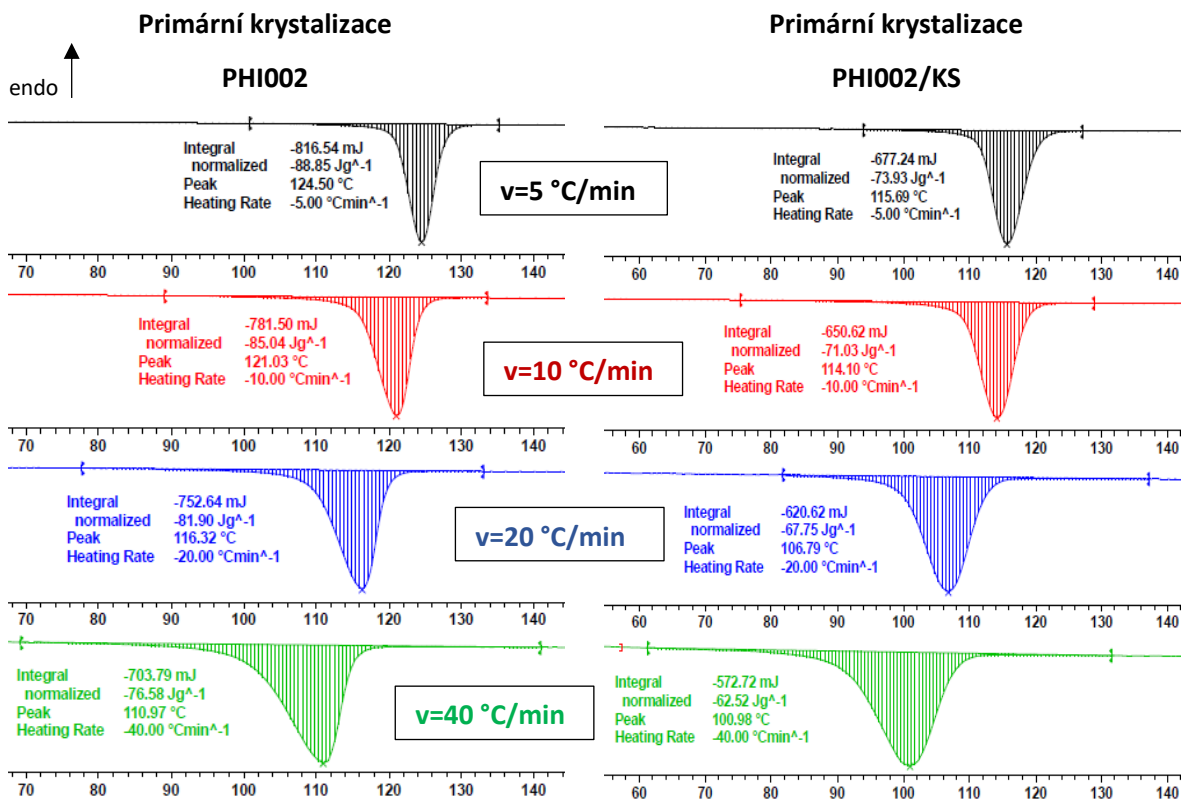 Primární krystalizace
PHI002
endo
Integral -816.54 mJ
normalized -88.85 Jg^-1
Peak 124.50 °C
Heating Rate -5.00 °Cmin^-1
70 80 90 100 110 120 130 140
Integral -781.50 mJ
normalized -85.04 Jg^-1
Peak 121.03 °C
Heating Rate -10.00 °Cmin^-1
70 80 90 100 110 120 130 140
Integral -752.64 mJ
normalized -81.90 Jg^-1
Peak 116.32 °C
Heating Rate -20.00 °Cmin^-1
70 80 90 100 110 120 130 140
Integral -703.79 mJ
normalized -76.58 Jg^-1
Peak 110.97 °C
Heating Rate -40.00 °Cmin^-1
70 80 90 100 110 120 130 140
v=5 °C/min
v=10 °C/min
v=20 °C/min
v=40 °C/min
Primární krystalizace
PHI002/KS
Integral -677.24 mJ
normalized -73.93 Jg^-1
Peak 115.69 °C
Heating Rate -5.00 °Cmin^-1
60 70 80 90 100 110 120 130 140
Integral -650.62 mJ
normalized -71.03 Jg^-1
Peak 114.10 °C
Heating Rate -10.00 °Cmin^-1
60 70 80 90 100 110 120 130 140
Integral -620.62 mJ
normalized -67.75 Jg^-1
Peak 106.79 °C
Heating Rate -20.00 °Cmin^-1
60 70 80 90 100 110 120 130 140
Integral -572.72 mJ
normalized -62.52 Jg^-1
Peak 100.98 °C
Heating Rate -40.00 °Cmin^-1
60 70 80 90 100 110 120 130 140